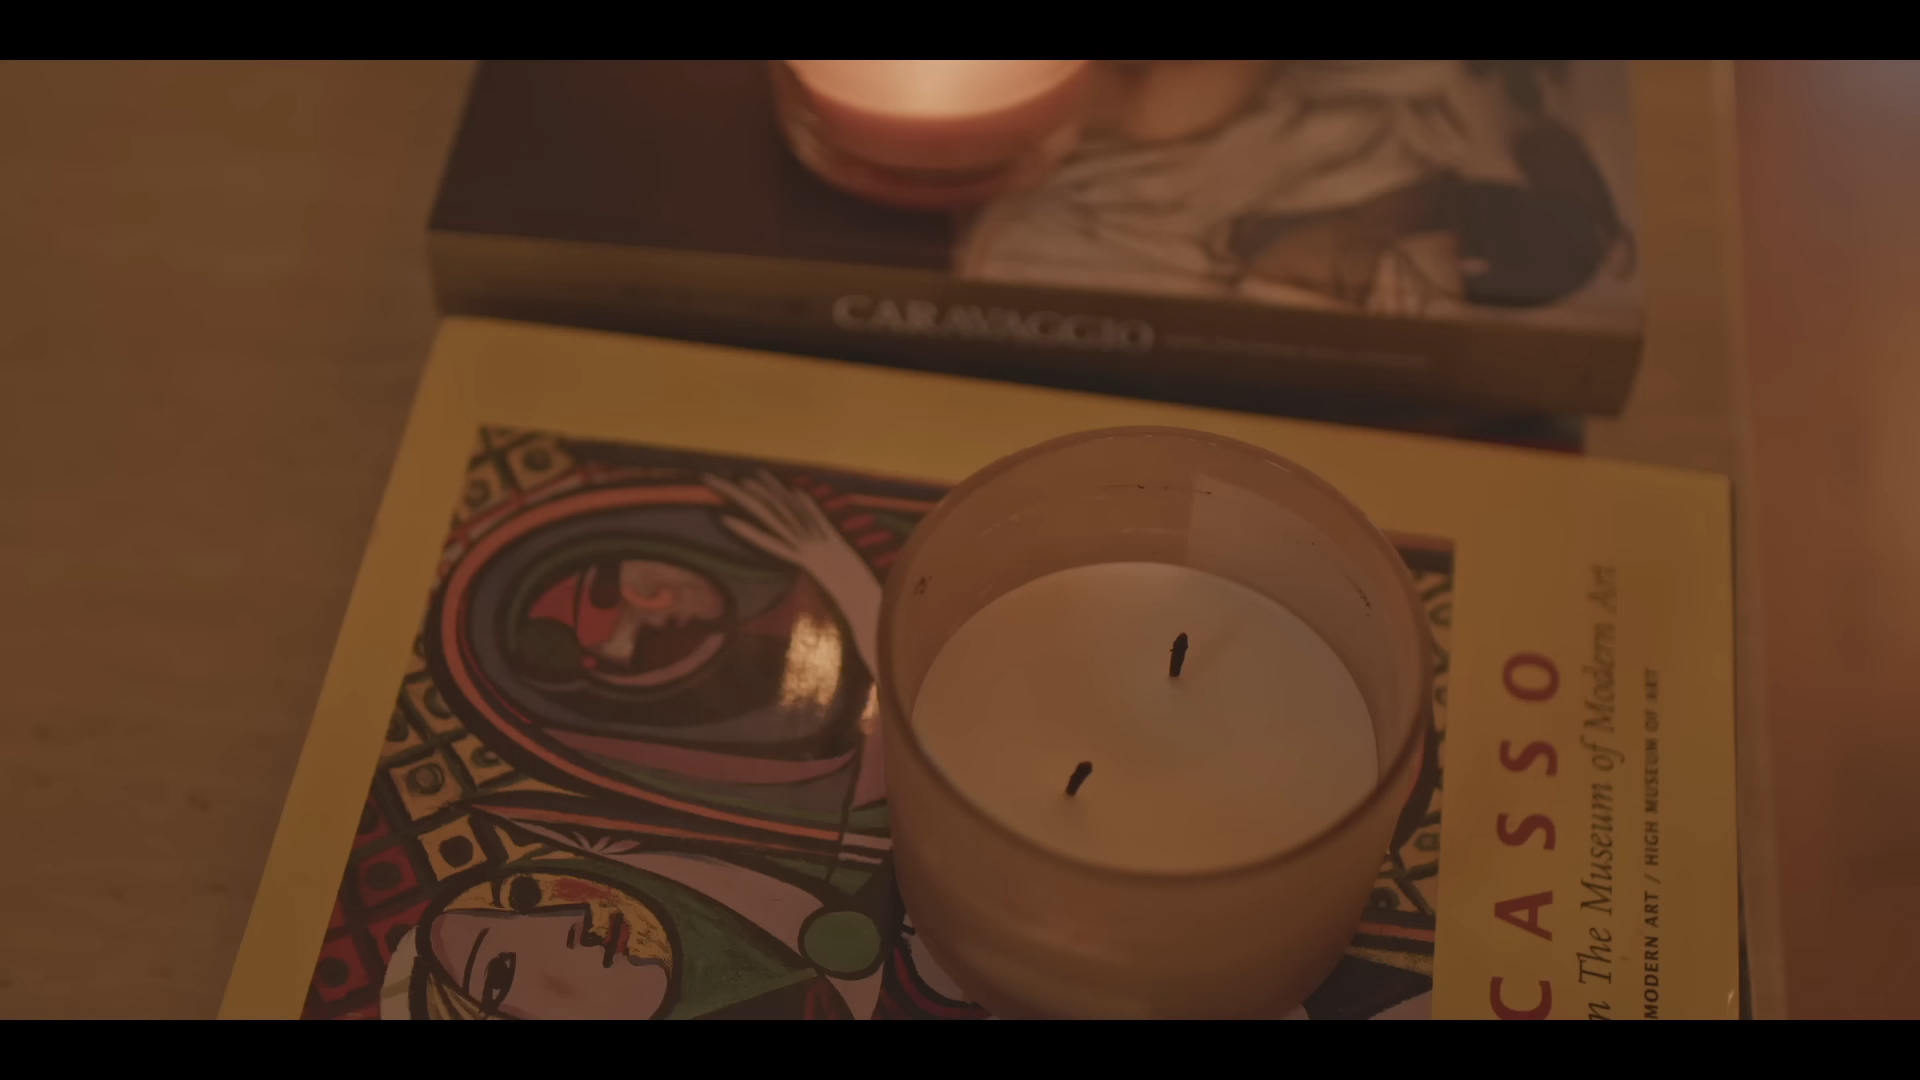 CARAVAGGIO
CASSO
n The Museum of Modern Art
MODERN ART / HIGH MUSEUM OF ART